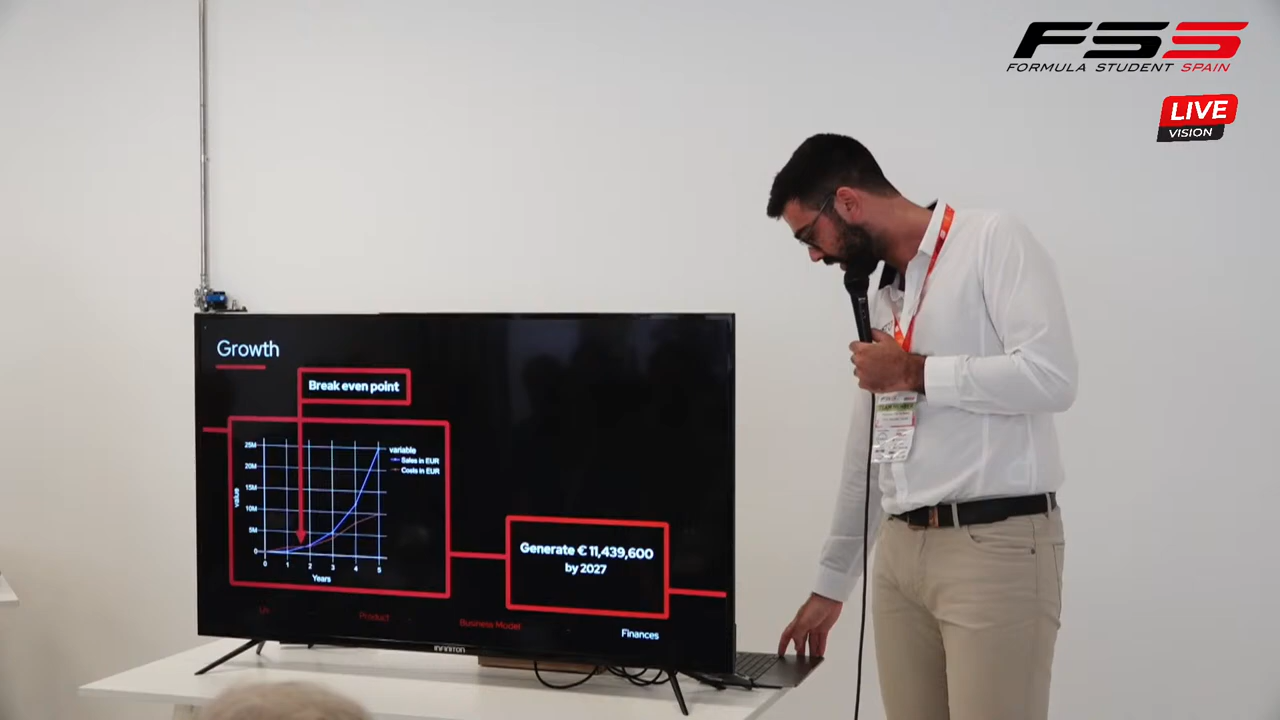 FSS
FORMULA STUDENT SPAIN
LIVE
VISION
Growth
Break even point
25M
20M
15M
10M
5M
0
value
0 1 2 3 4 5
Years
variable
Sales in EUR
Costs in EUR
Generate € 11,439,600
by 2027
Product
Business Model
Finances
INFINITON